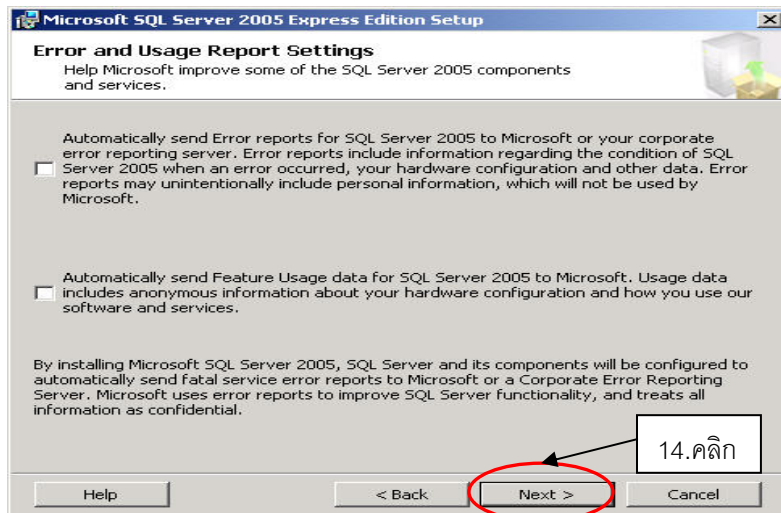 Microsoft SQL Server 2005 Express Edition Setup
Error and Usage Report Settings
Help Microsoft improve some of the SQL Server 2005 components
and services.
Automatically send Error reports for SQL Server 2005 to Microsoft or your corporate
error reporting server. Error reports include information regarding the condition of SQL
Server 2005 when an error occurred, your hardware configuration and other data. Error
reports may unintentionally include personal information, which will not be used by
Microsoft.
Automatically send Feature Usage data for SQL Server 2005 to Microsoft. Usage data
includes anonymous information about your hardware configuration and how you use our
software and services.
By installing Microsoft SQL Server 2005, SQL Server and its components will be configured to
automatically send fatal service error reports to Microsoft or a Corporate Error Reporting
Server. Microsoft uses error reports to improve SQL Server functionality, and treats all
information as confidential.
14.คลิก
Help
< Back
Next >
Cancel